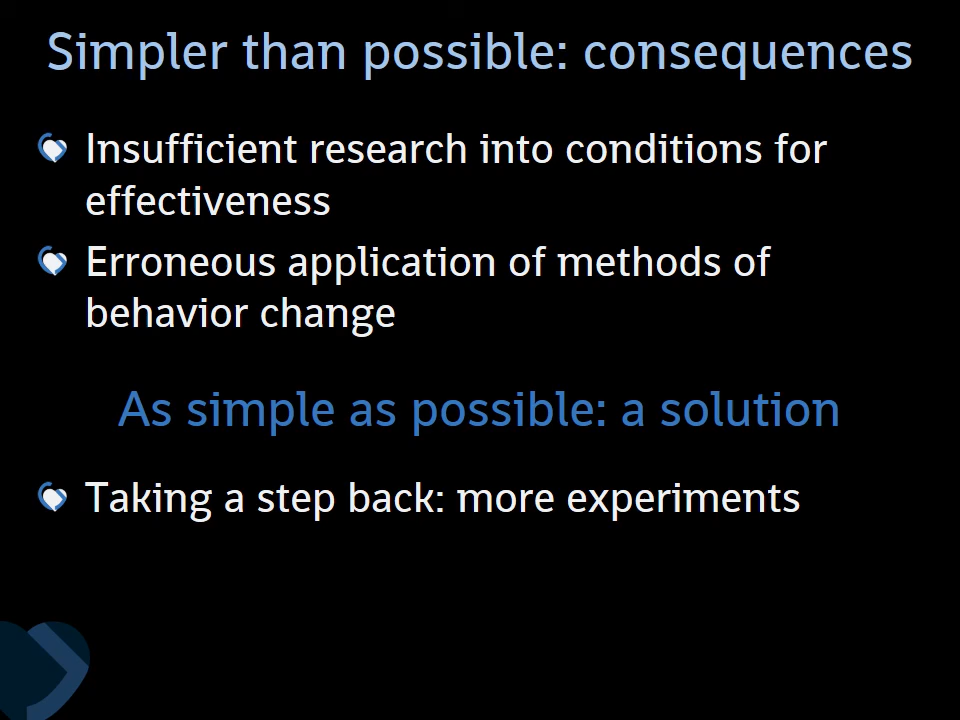 Simpler than possible: consequences
Insufficient research into conditions for
effectiveness
Erroneous application of methods of
behavior change
As simple as possible: a solution
Taking a step back: more experiments